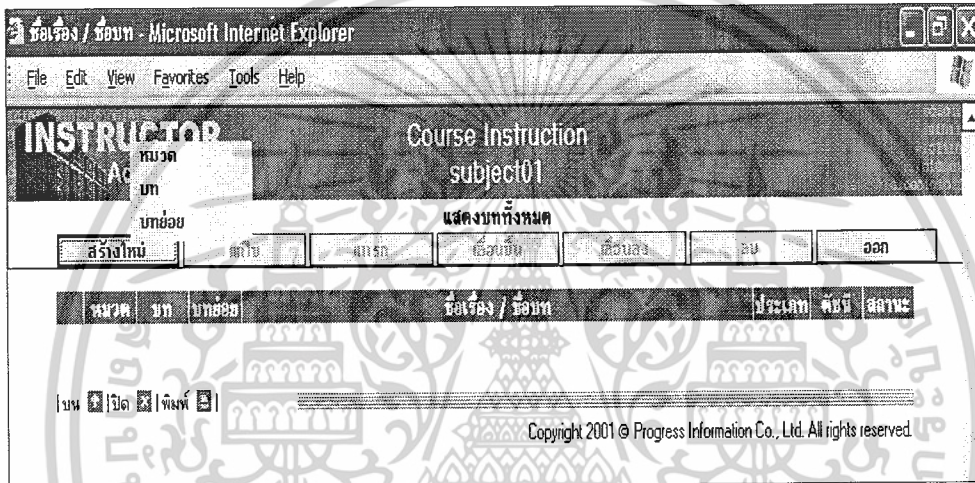 ชื่อเรื่อง / ชื่อบท - Microsoft Internet Explorer
File Edit View Favorites Tools Help
INSTRUCTOR
Course Instruction
subject01
หมวด
บท
บทย่อย
แสดงบททั้งหมด
สร้างใหม่ แก้ไข แทรก เลื่อนขึ้น เลื่อนลง ลบ ออก
หมวด บท บทย่อย ชื่อเรื่อง / ชื่อบท ประเภท ดัชนี สถานะ
|บน |ปิด |พิมพ์ |
Copyright 2001 © Progress Information Co., Ltd. All rights reserved.